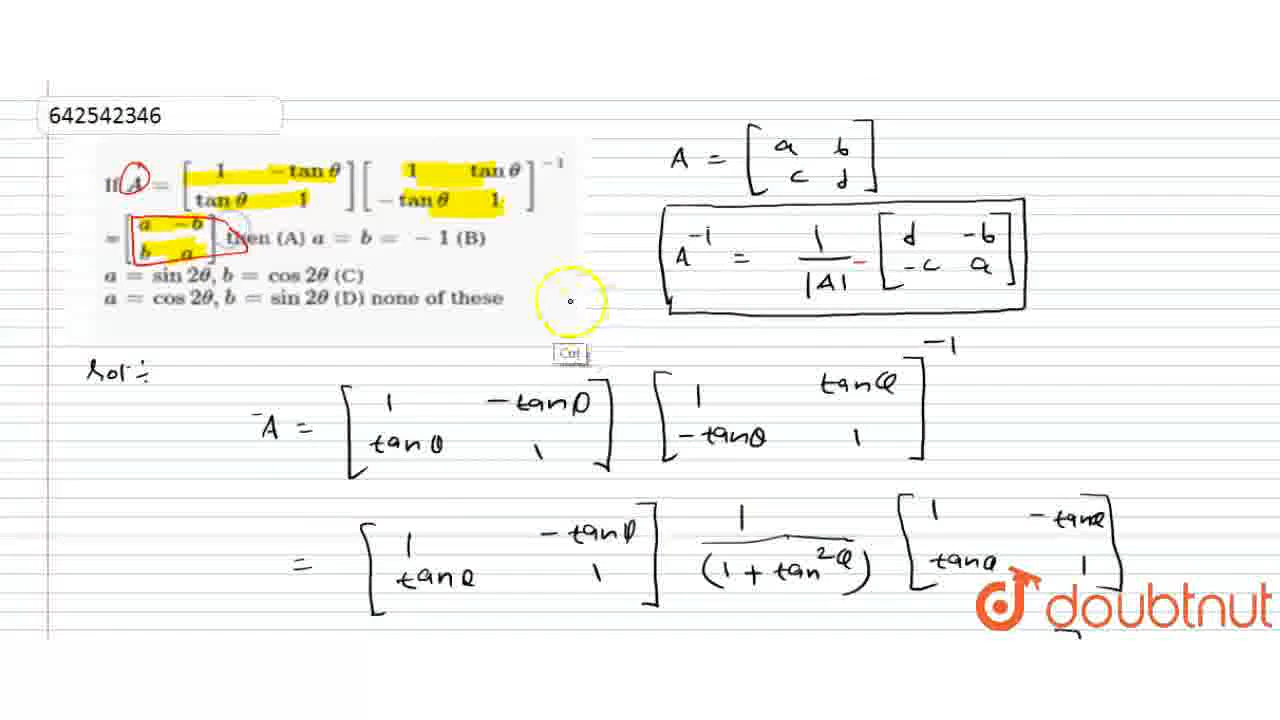 642542346
If A = [ 1 −tan θ ; tan θ 1 ] [ 1 tan θ ; −tan θ 1 ]⁻¹
= [ a −b ; b a ] then (A) a = b = −1 (B)
a = sin 2θ, b = cos 2θ (C)
a = cos 2θ, b = sin 2θ (D) none of these
A = [ a b ; c d ]
A⁻¹ = 1/|A| [ d -b ; -c a ]
Sol÷
A = [ 1 -tanθ ; tanθ 1 ] [ 1 tanθ ; -tanθ 1 ]⁻¹
= [ 1 -tanθ ; tanθ 1 ] 1/(1 + tan²θ) [ 1 -tanθ ; tanθ 1 ]
doubtnut